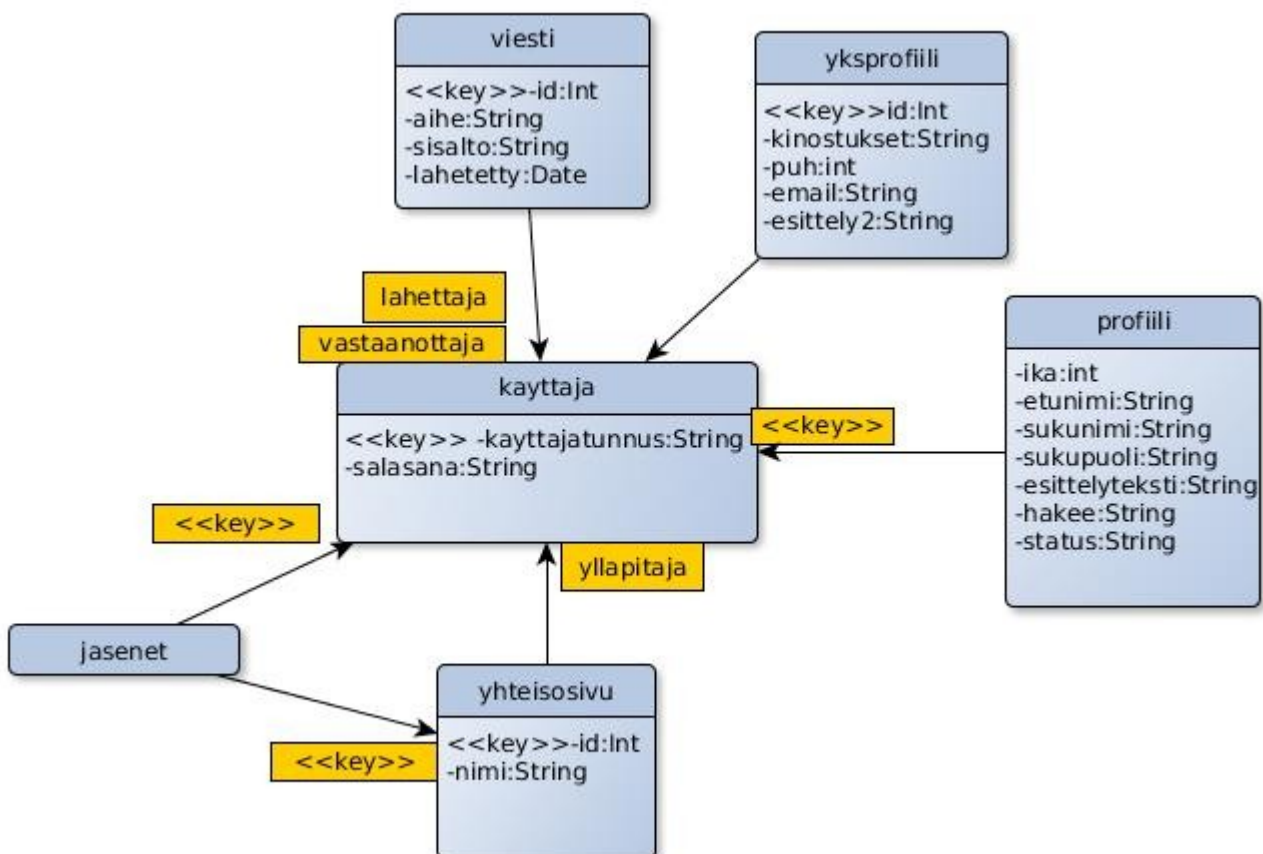 viesti
<<key>>-id:Int
-aihe:String
-sisalto:String
-lahetetty:Date
yksprofiili
<<key>>id:Int
-kinostukset:String
-puh:int
-email:String
-esittely2:String
lahettaja
vastaanottaja
kayttaja
<<key>> -kayttajatunnus:String
-salasana:String
<<key>>
profiili
-ika:int
-etunimi:String
-sukunimi:String
-sukupuoli:String
-esittelyteksti:String
-hakee:String
-status:String
<<key>>
yllapitaja
jasenet
<<key>>
yhteisosivu
<<key>>-id:Int
-nimi:String